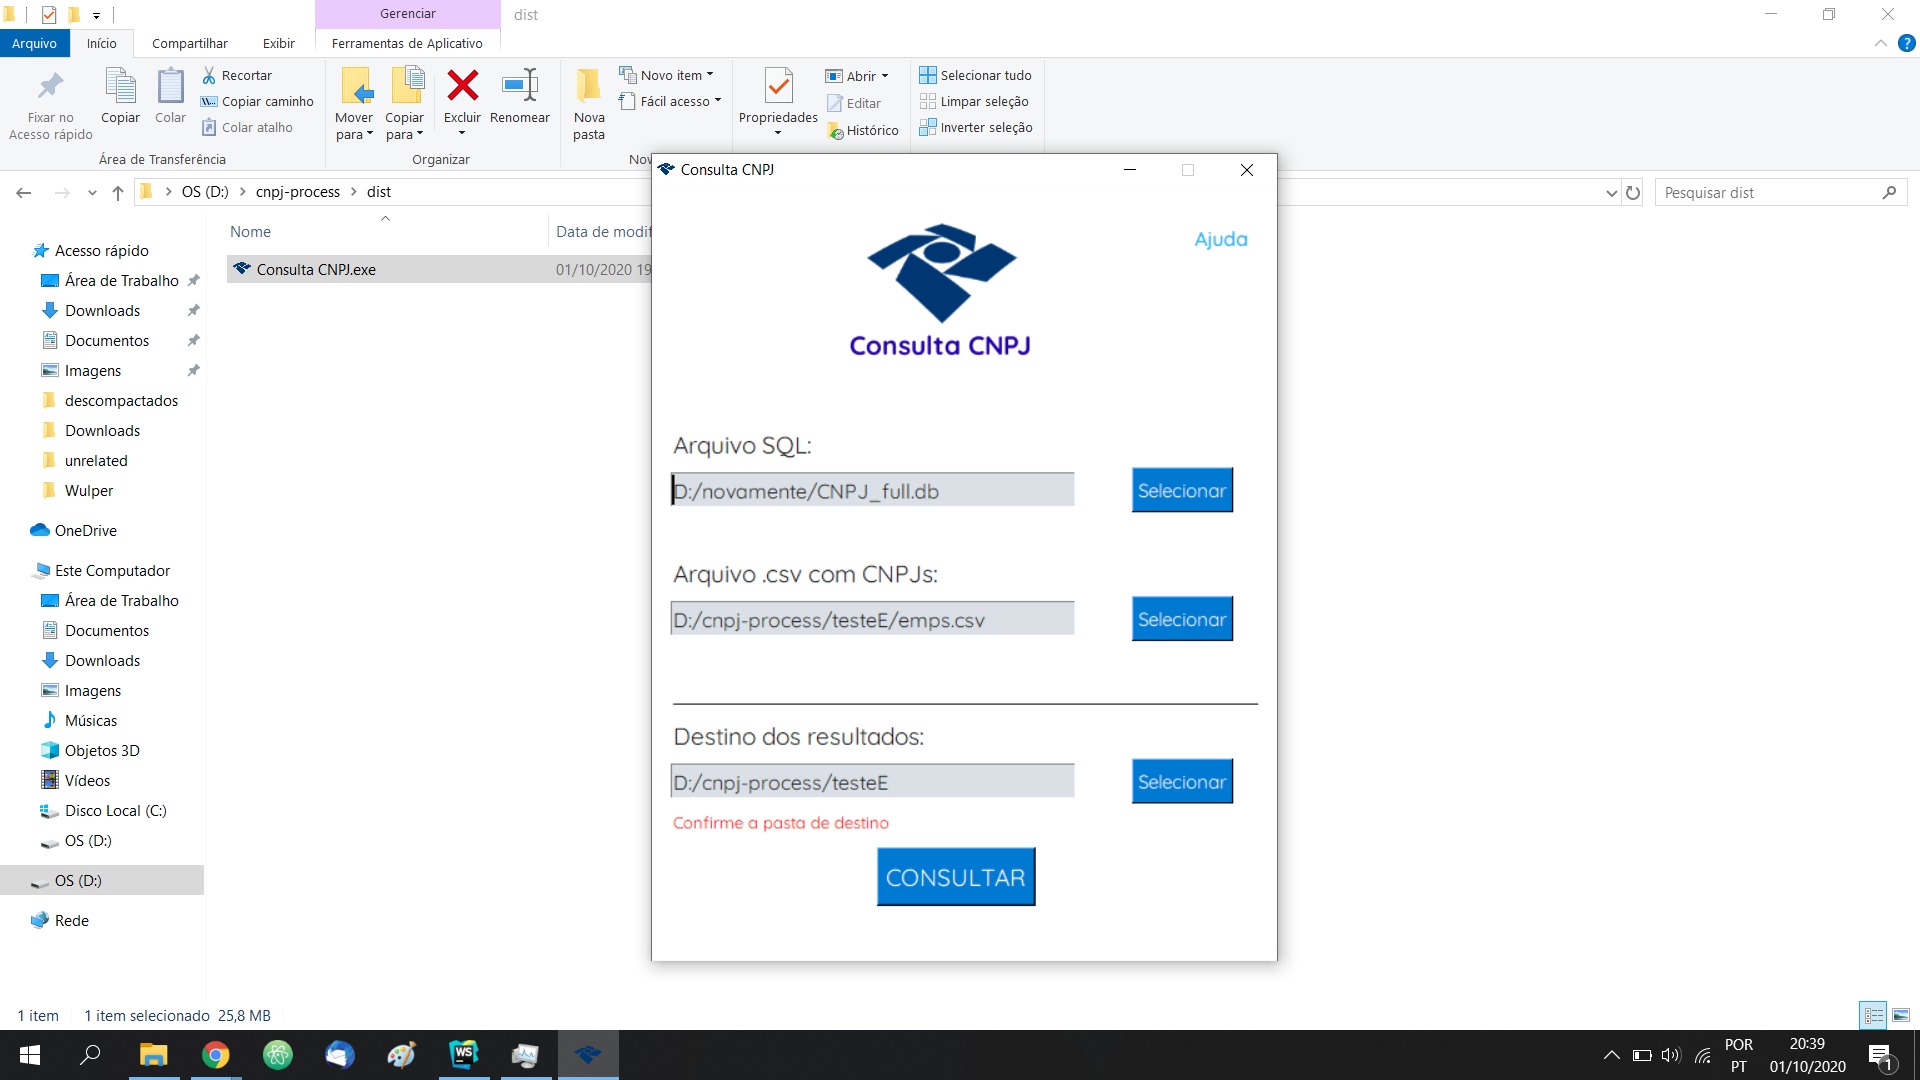 Gerenciar
dist
Arquivo
Início
Compartilhar
Exibir
Ferramentas de Aplicativo
Fixar no
Acesso rápido
Copiar
Colar
Recortar
Copiar caminho
Colar atalho
Área de Transferência
Mover
para
Copiar
para
Excluir
Renomear
Organizar
Nova
pasta
Novo item
Fácil acesso
Nov
Propriedades
Abrir
Editar
Histórico
Selecionar tudo
Limpar seleção
Inverter seleção
OS (D:)
cnpj-process
dist
Pesquisar dist
Nome
Data de modif
Consulta CNPJ.exe
01/10/2020 19
Acesso rápido
Área de Trabalho
Downloads
Documentos
Imagens
descompactados
Downloads
unrelated
Wulper
OneDrive
Este Computador
Área de Trabalho
Documentos
Downloads
Imagens
Músicas
Objetos 3D
Vídeos
Disco Local (C:)
OS (D:)
OS (D:)
Rede
Consulta CNPJ
Ajuda
Consulta CNPJ
Arquivo SQL:
D:/novamente/CNPJ_full.db
Selecionar
Arquivo .csv com CNPJs:
D:/cnpj-process/testeE/emps.csv
Selecionar
Destino dos resultados:
D:/cnpj-process/testeE
Selecionar
Confirme a pasta de destino
CONSULTAR
1 item
1 item selecionado 25,8 MB
WS
POR
PT
20:39
01/10/2020
1